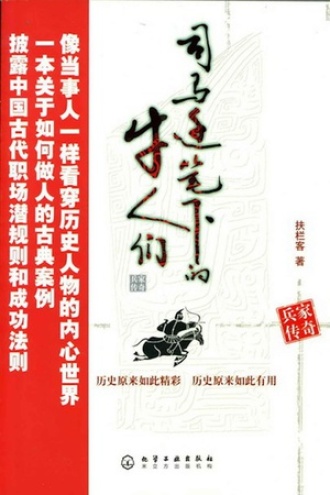 像当事人一样看穿历史人物的内心世界
一本关于如何做人的古典案例
披露中国古代职场潜规则和成功法则
司马迁笔下的
牛人们
兵家
传奇
扶栏客 著
兵家
传奇
历史原来如此精彩 历史原来如此有用
化学工业出版社